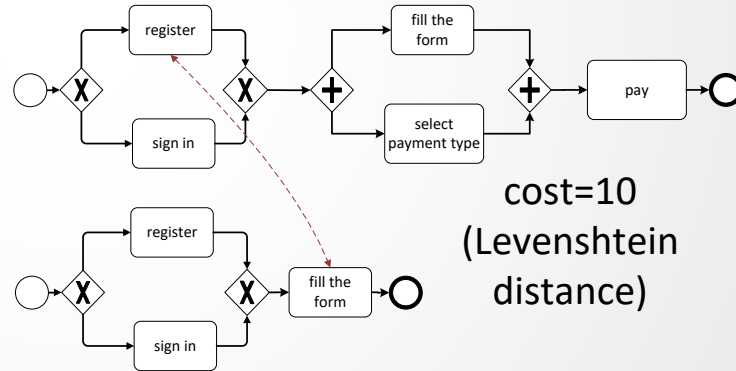 register
fill the
form
X
X
+
+
pay
sign in
select
payment type
cost=10
(Levenshtein
distance)
register
X
X
fill the
form
sign in